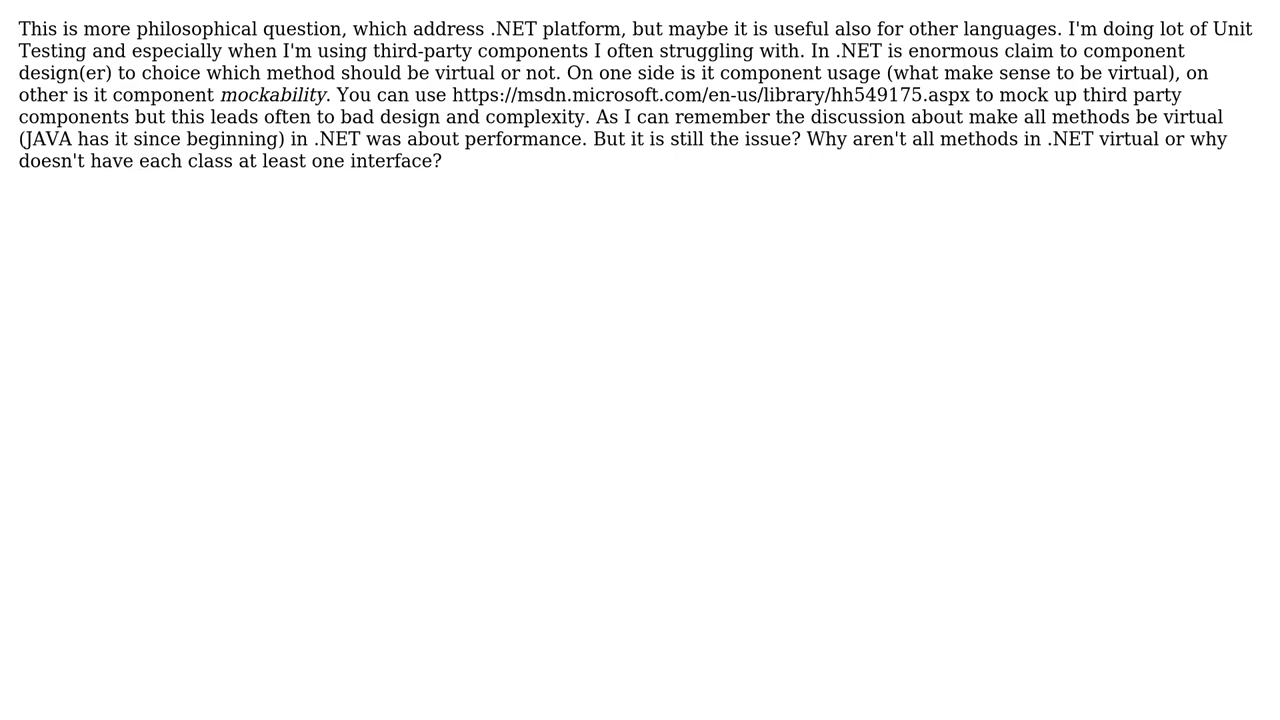 This is more philosophical question, which address .NET platform, but maybe it is useful also for other languages. I'm doing lot of Unit
Testing and especially when I'm using third-party components I often struggling with. In .NET is enormous claim to component
design(er) to choice which method should be virtual or not. On one side is it component usage (what make sense to be virtual), on
other is it component mockability. You can use https://msdn.microsoft.com/en-us/library/hh549175.aspx to mock up third party
components but this leads often to bad design and complexity. As I can remember the discussion about make all methods be virtual
(JAVA has it since beginning) in .NET was about performance. But it is still the issue? Why aren't all methods in .NET virtual or why
doesn't have each class at least one interface?